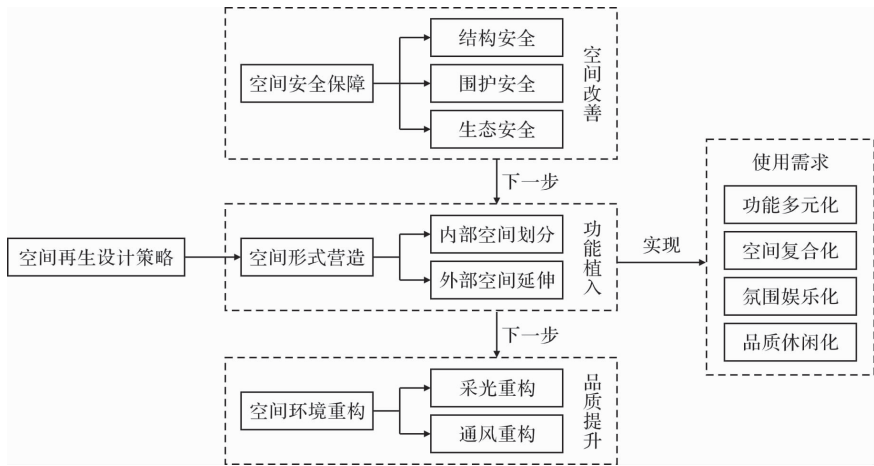 空间安全保障
结构安全
围护安全
生态安全
空间改善
下一步
空间再生设计策略
空间形式营造
内部空间划分
外部空间延伸
功能植入
实现
使用需求
功能多元化
空间复合化
氛围娱乐化
品质休闲化
下一步
空间环境重构
采光重构
通风重构
品质提升